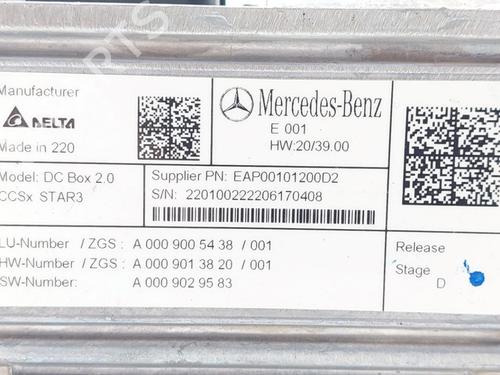 Manufacturer
DELTA
Made in 220
Mercedes-Benz
E 001
HW:20/39.00
Model: DC Box 2.0
CCSx STAR3
Supplier PN: EAP00101200D2
S/N: 220100222206170408
LU-Number / ZGS : A 000 900 54 38 / 001
HW-Number / ZGS : A 000 901 38 20 / 001
SW-Number: A 000 902 95 83
Release
Stage
D